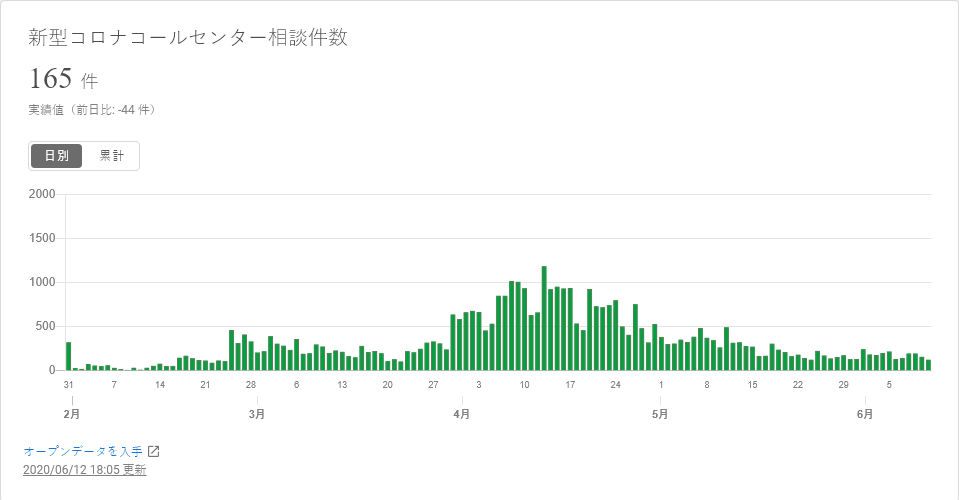 新型コロナコールセンター相談件数
165 件
実績値（前日比: -44 件）
日別 累計
2000
1500
1000
500
0
31 7 14 21 28 6 13 20 27 3 10 17 24 1 8 15 22 29 5
2月 3月 4月 5月 6月
オープンデータを入手
2020/06/12 18:05 更新